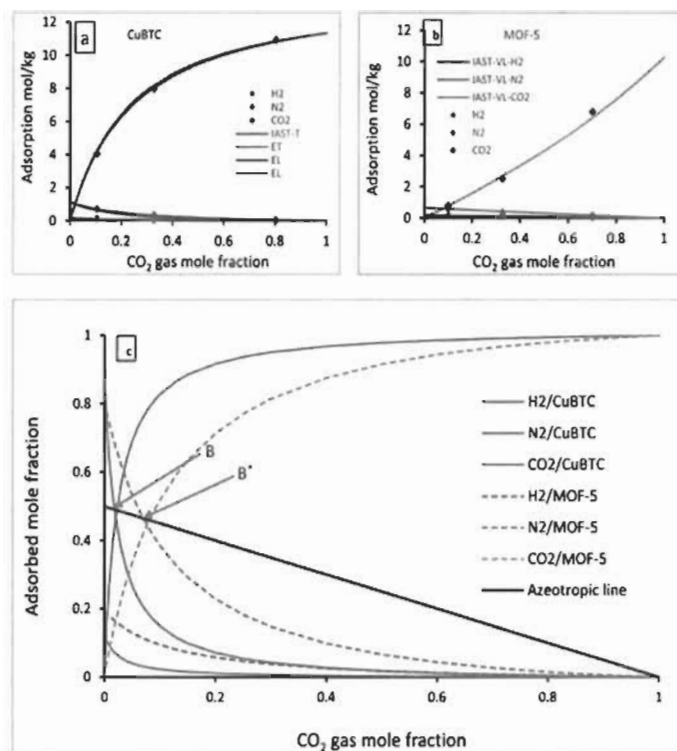 a
CuBTC
12
10
8
6
4
2
0
0
0.2
0.4
0.6
0.8
1
Adsorption mol/kg
CO₂ gas mole fraction
H2
N2
CO2
IAST-T
ET
EL
EL
b
MOF-5
12
10
8
6
4
2
0
0
0.2
0.4
0.6
0.8
1
Adsorption mol/kg
CO₂ gas mole fraction
IAST-VL-H2
IAST-VL-N2
IAST-VL-CO2
H2
N2
CO2
c
1
0.8
0.6
0.4
0.2
0
0
0.2
0.4
0.6
0.8
1
Adsorbed mole fraction
CO₂ gas mole fraction
B
B*
H2/CuBTC
N2/CuBTC
CO2/CuBTC
H2/MOF-5
N2/MOF-5
CO2/MOF-5
Azeotropic line